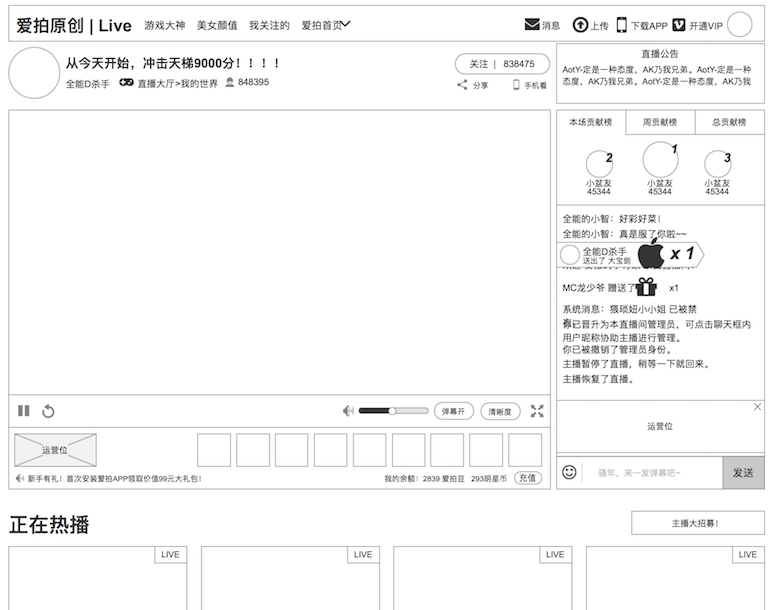 爱拍原创 | Live 游戏大神 美女颜值 我关注的 爱拍首页 消息 上传 下载APP 开通VIP
从今天开始，冲击天梯9000分！！！！
全能D杀手 直播大厅>我的世界 848395
关注 | 838475
分享 手机看
直播公告
AotY-定是一种态度，AK乃我兄弟。AotY-定是一种
态度，AK乃我兄弟。AotY-定是一种态度，AK乃我
本场贡献榜 周贡献榜 总贡献榜
2 1 3
小盆友 小盆友 小盆友
45344 45344 45344
全能的小智：好彩好菜！
全能的小智：真是服了你啦~~
全能D杀手
送出了 大宝剑
x 1
MC龙少爷 赠送了 x1
系统消息：猥琐妞小小姐 已被禁
你已晋升为本直播间管理员，可点击聊天框内
用户昵称协助主播进行管理。
你已被撤销了管理员身份。
主播暂停了直播，稍等一下就回来。
主播恢复了直播。
运营位
骚年，来一发弹幕吧~ 发送
弹幕开 清晰度
运营位
新手有礼！首次安装爱拍APP领取价值99元大礼包！ 我的余额：2839 爱拍豆 293明星币 充值
正在热播 主播大招募！
LIVE LIVE LIVE LIVE